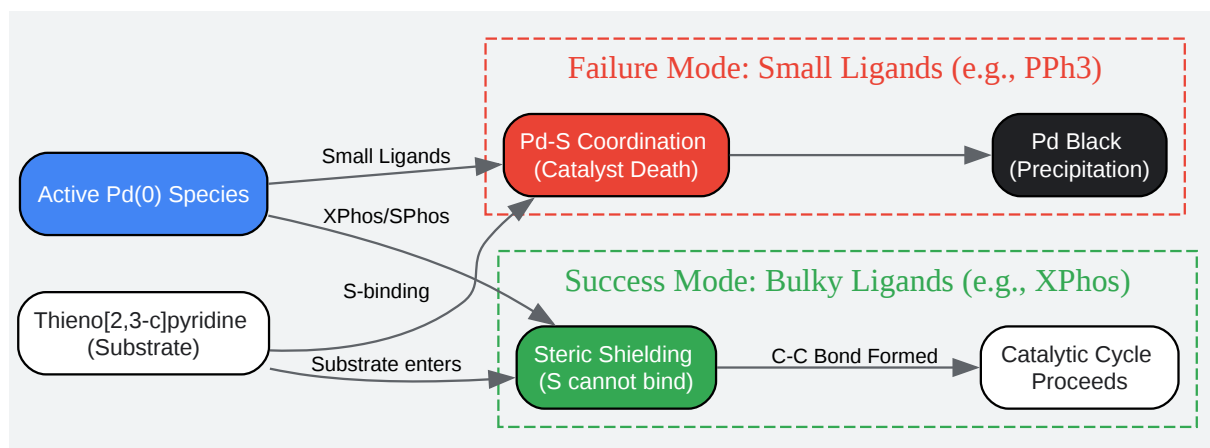 Failure Mode: Small Ligands (e.g., PPh3)
Pd-S Coordination
(Catalyst Death)
Pd Black
(Precipitation)
Small Ligands
Active Pd(0) Species
XPhos/SPhos
S-binding
Success Mode: Bulky Ligands (e.g., XPhos)
Thieno[2,3-c]pyridine
(Substrate)
Substrate enters
Steric Shielding
(S cannot bind)
C-C Bond Formed
Catalytic Cycle
Proceeds